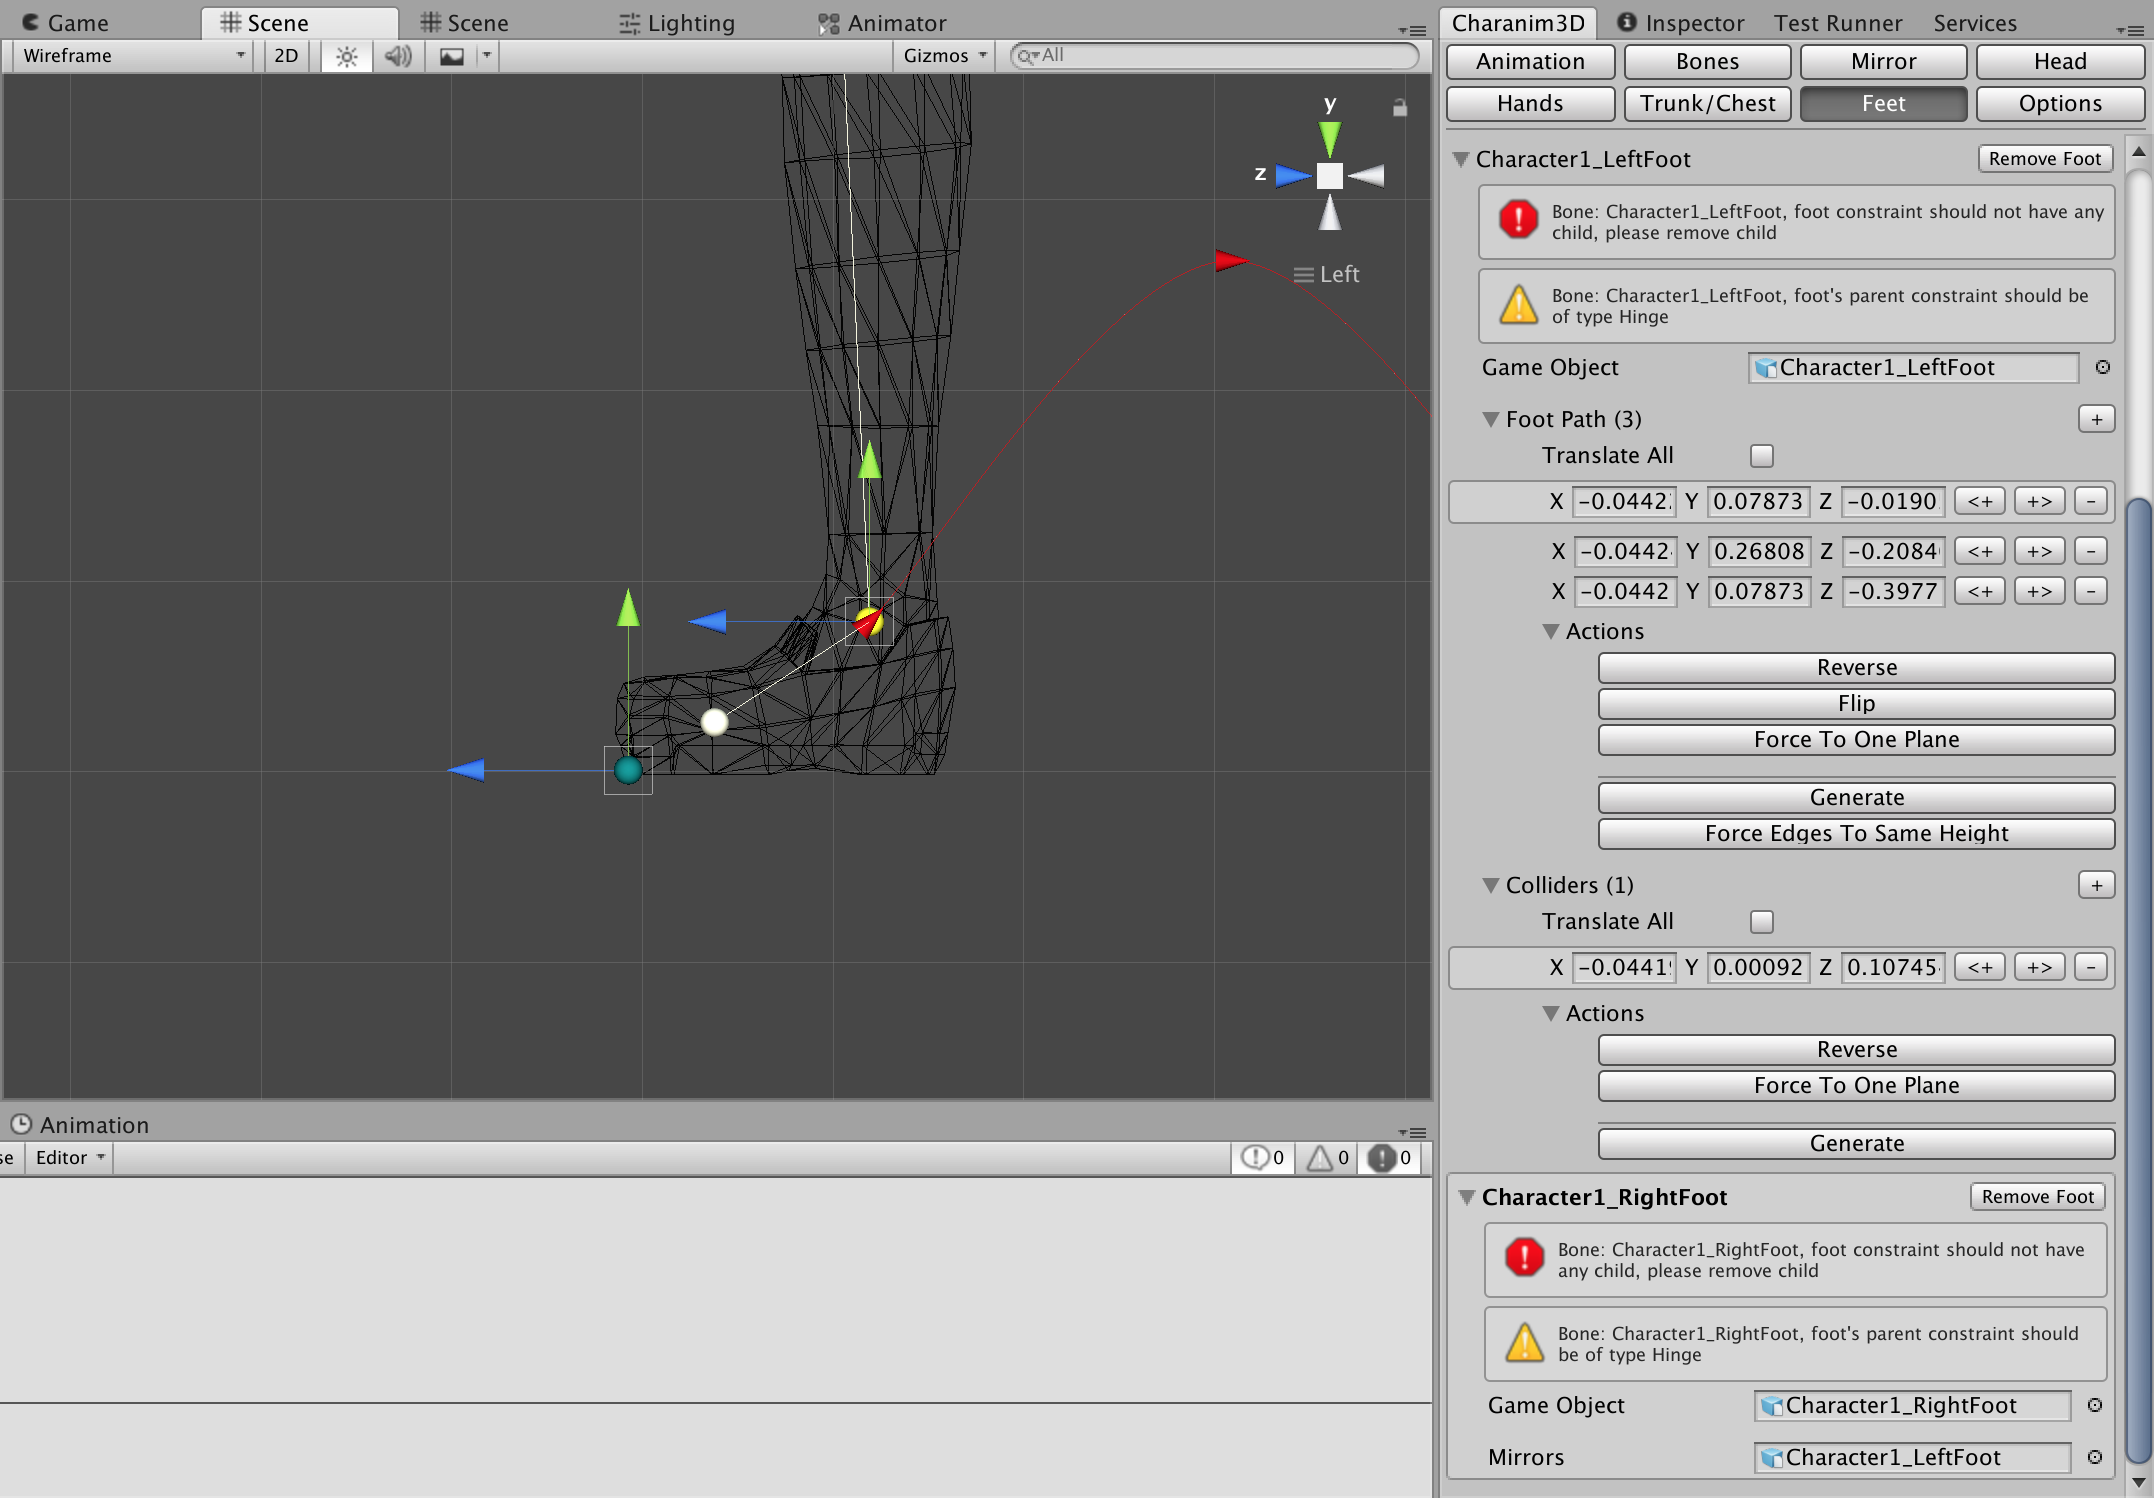 Game
Scene
Scene
Lighting
Animator
Charanim3D
Inspector
Test Runner
Services
Wireframe
2D
Gizmos
All
Animation
Bones
Mirror
Head
Hands
Trunk/Chest
Feet
Options
y
z
Left
Character1_LeftFoot
Remove Foot
Bone: Character1_LeftFoot, foot constraint should not have any
child, please remove child
Bone: Character1_LeftFoot, foot's parent constraint should be
of type Hinge
Game Object
Character1_LeftFoot
Foot Path (3)
+
Translate All
X -0.0442 Y 0.07873 Z -0.0190 <+ +> -
X -0.0442 Y 0.26808 Z -0.2084 <+ +> -
X -0.0442 Y 0.07873 Z -0.3977 <+ +> -
Actions
Reverse
Flip
Force To One Plane
Generate
Force Edges To Same Height
Colliders (1)
+
Translate All
X -0.0441 Y 0.00092 Z 0.10745 <+ +> -
Actions
Reverse
Force To One Plane
Generate
Character1_RightFoot
Remove Foot
Bone: Character1_RightFoot, foot constraint should not have
any child, please remove child
Bone: Character1_RightFoot, foot's parent constraint should
be of type Hinge
Game Object
Character1_RightFoot
Mirrors
Character1_LeftFoot
Animation
se
Editor
0
0
0